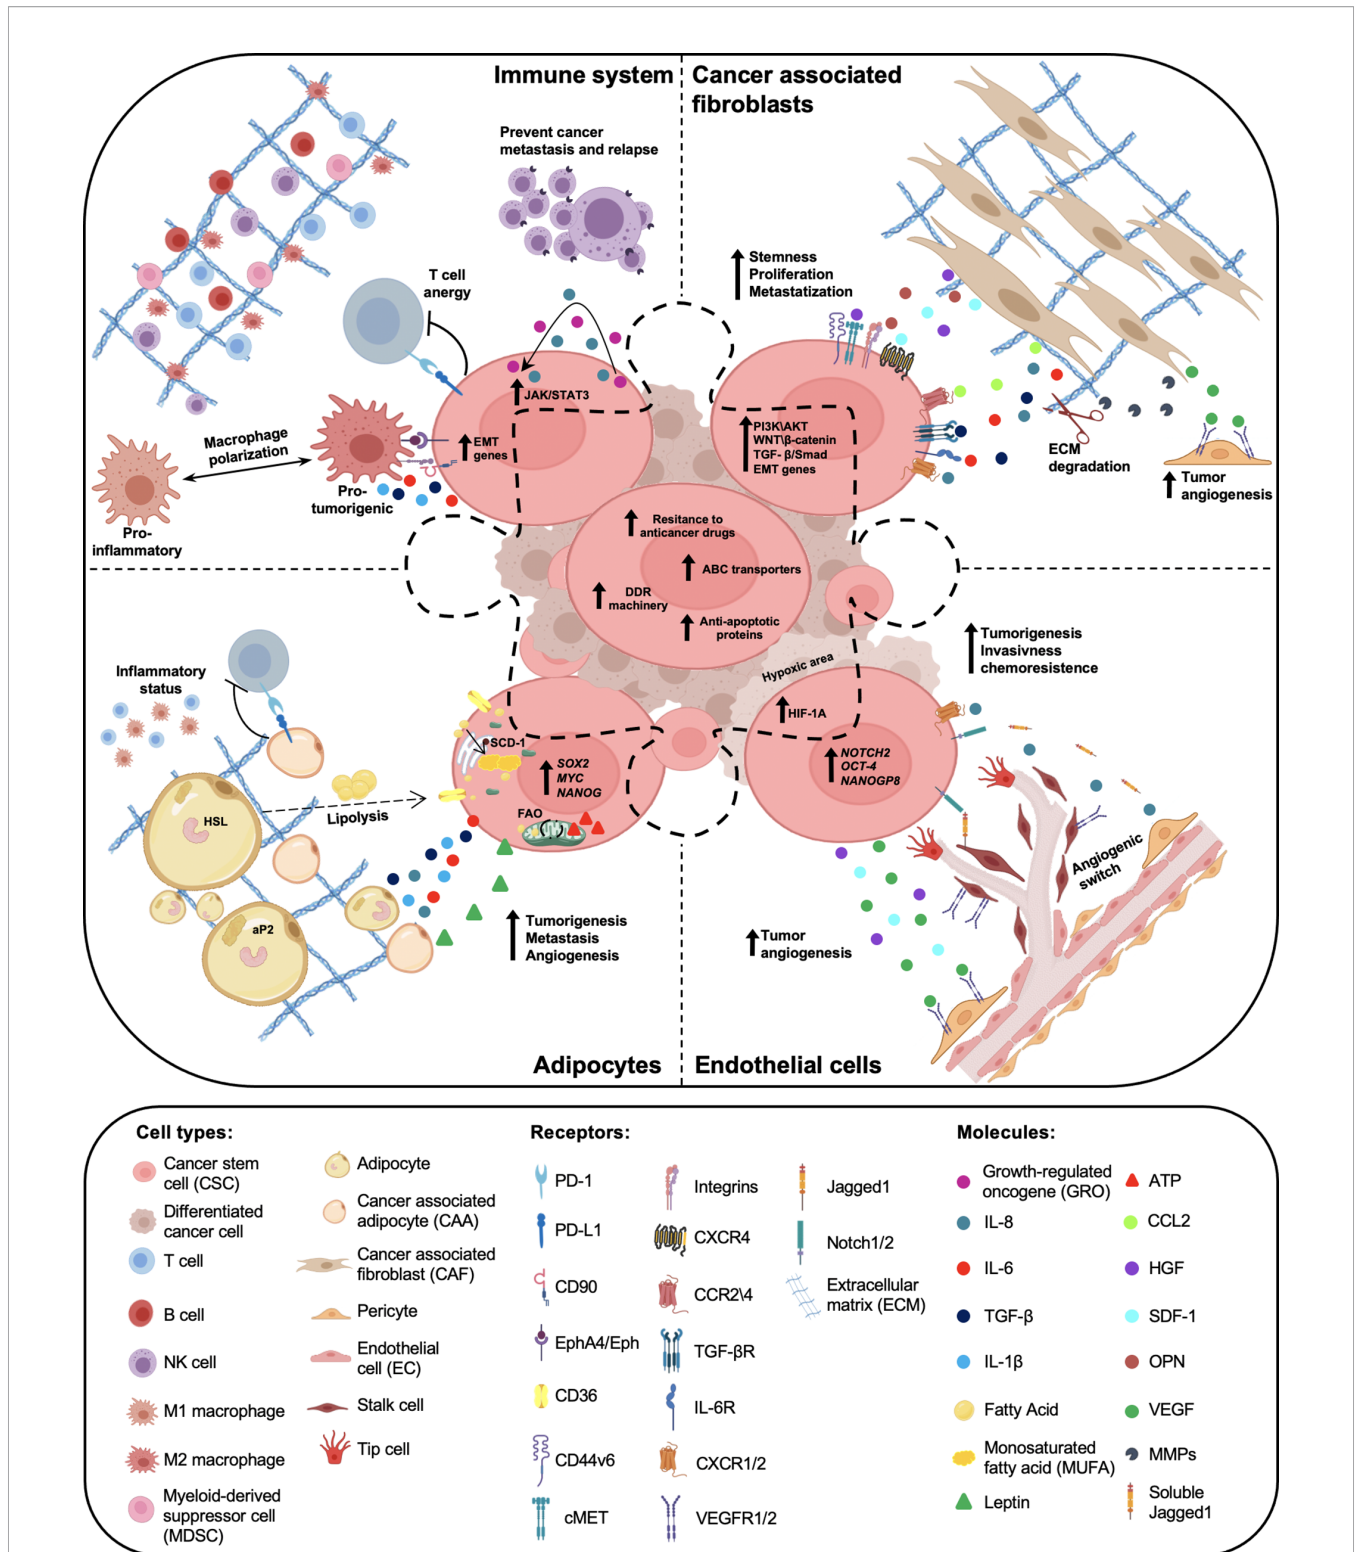 Immune system
Cancer associated
fibroblasts
Prevent cancer
metastasis and relapse
T cell
anergy
Stemness
Proliferation
Metastatization
JAK/STAT3
EMT
genes
Macrophage
polarization
Pro-
tumorigenic
Pro-
inflammatory
PI3K\AKT
WNT\β-catenin
TGF- β/Smad
EMT genes
ECM
degradation
Tumor
angiogenesis
Resitance to
anticancer drugs
ABC transporters
DDR
machinery
Anti-apoptotic
proteins
Hypoxic area
HIF-1A
Tumorigenesis
Invasivness
chemoresistence
NOTCH2
OCT-4
NANOGP8
Inflammatory
status
SCD-1
SOX2
MYC
NANOG
FAO
HSL
Lipolysis
aP2
Tumorigenesis
Metastasis
Angiogenesis
Tumor
angiogenesis
Angiogenic
switch
Adipocytes
Endothelial cells
Cell types:
Cancer stem
cell (CSC)
Differentiated
cancer cell
T cell
B cell
NK cell
M1 macrophage
M2 macrophage
Myeloid-derived
suppressor cell
(MDSC)
Adipocyte
Cancer associated
adipocyte (CAA)
Cancer associated
fibroblast (CAF)
Pericyte
Endothelial
cell (EC)
Stalk cell
Tip cell
Receptors:
PD-1
PD-L1
CD90
EphA4/Eph
CD36
CD44v6
cMET
Integrins
CXCR4
CCR2\4
TGF-βR
IL-6R
CXCR1/2
VEGFR1/2
Jagged1
Notch1/2
Extracellular
matrix (ECM)
Molecules:
Growth-regulated
oncogene (GRO)
IL-8
IL-6
TGF-β
IL-1β
Fatty Acid
Monosaturated
fatty acid (MUFA)
Leptin
ATP
CCL2
HGF
SDF-1
OPN
VEGF
MMPs
Soluble
Jagged1